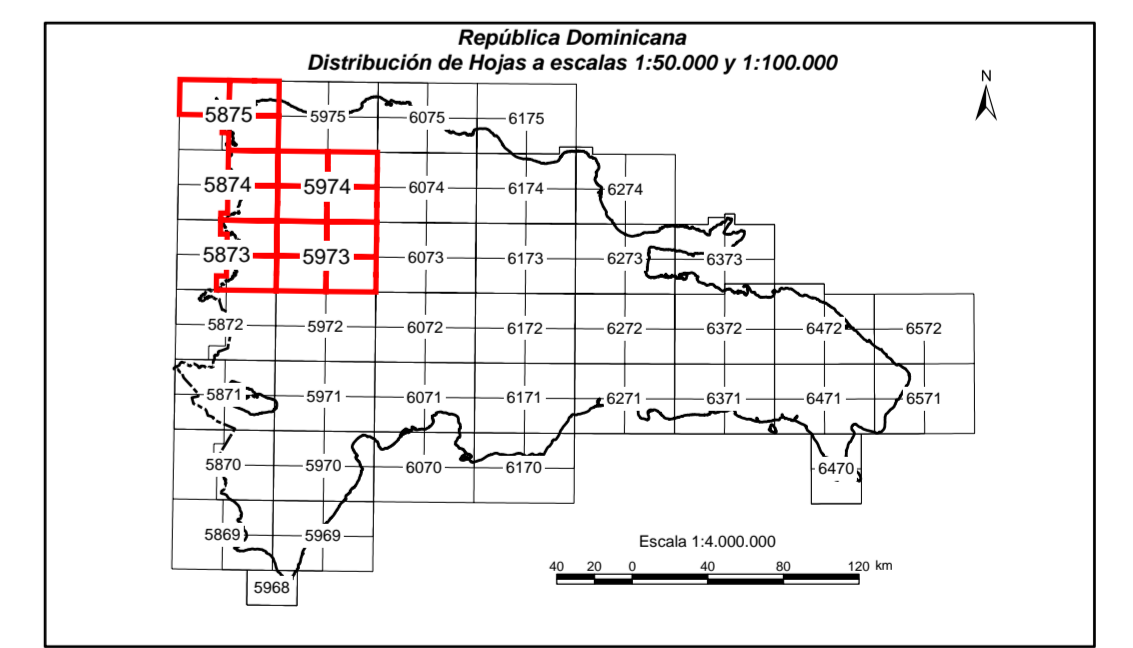 República Dominicana
Distribución de Hojas a escalas 1:50.000 y 1:100.000
N
5875 5975 6075 6175
5874 5974 6074 6174 6274
5873 5973 6073 6173 6273 6373
5872 5972 6072 6172 6272 6372 6472 6572
5871 5971 6071 6171 6271 6371 6471 6571
5870 5970 6070 6170 6470
5869 5969
5968
Escala 1:4.000.000
40 20 0 40 80 120 km